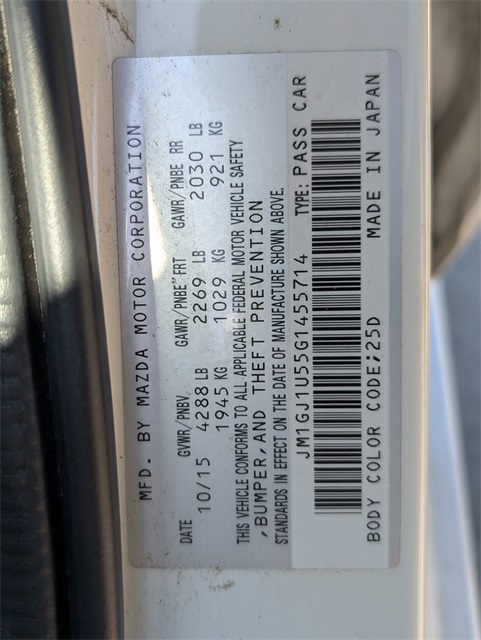 MFD. BY MAZDA MOTOR CORPORATION
DATE GVWR/PNBV GAWR/PNBE FRT GAWR/PNBE RR
10/15 4288 LB 2269 LB 2030 LB
1945 KG 1029 KG 921 KG
THIS VEHICLE CONFORMS TO ALL APPLICABLE FEDERAL MOTOR VEHICLE SAFETY
,BUMPER,AND THEFT PREVENTION
STANDARDS IN EFFECT ON THE DATE OF MANUFACTURE SHOWN ABOVE.
JM1GJ1U55G1455714 TYPE: PASS CAR
BODY COLOR CODE;25D MADE IN JAPAN